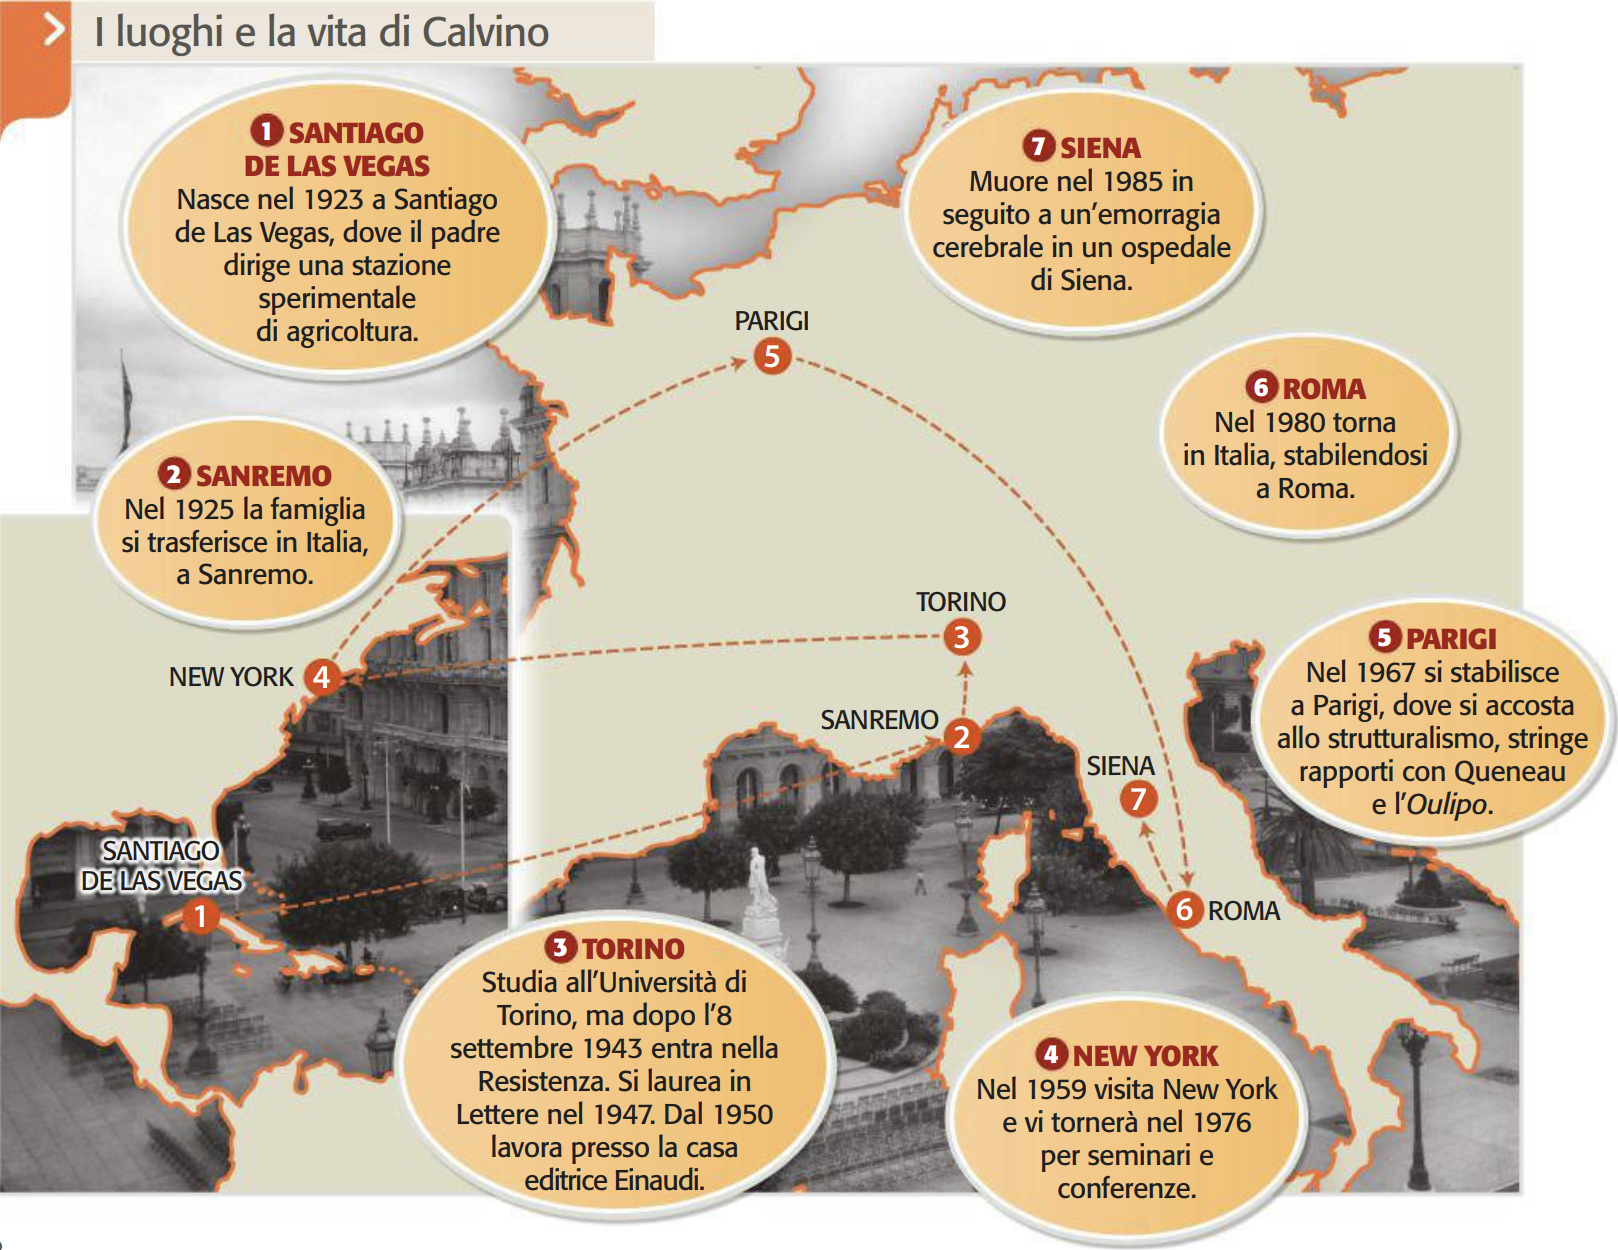 I luoghi e la vita di Calvino
1 SANTIAGO
DE LAS VEGAS
Nasce nel 1923 a Santiago
de Las Vegas, dove il padre
dirige una stazione
sperimentale
di agricoltura.
7 SIENA
Muore nel 1985 in
seguito a un'emorragia
cerebrale in un ospedale
di Siena.
PARIGI
5
6 ROMA
Nel 1980 torna
in Italia, stabilendosi
a Roma.
2 SANREMO
Nel 1925 la famiglia
si trasferisce in Italia,
a Sanremo.
TORINO
3
NEW YORK 4
5 PARIGI
Nel 1967 si stabilisce
a Parigi, dove si accosta
allo strutturalismo, stringe
rapporti con Queneau
e l'Oulipo.
SANREMO
2
SIENA
7
SANTIAGO
DE LAS VEGAS
1
6 ROMA
3 TORINO
Studia all'Università di
Torino, ma dopo l'8
settembre 1943 entra nella
Resistenza. Si laurea in
Lettere nel 1947. Dal 1950
lavora presso la casa
editrice Einaudi.
4 NEW YORK
Nel 1959 visita New York
e vi tornerà nel 1976
per seminari e
conferenze.